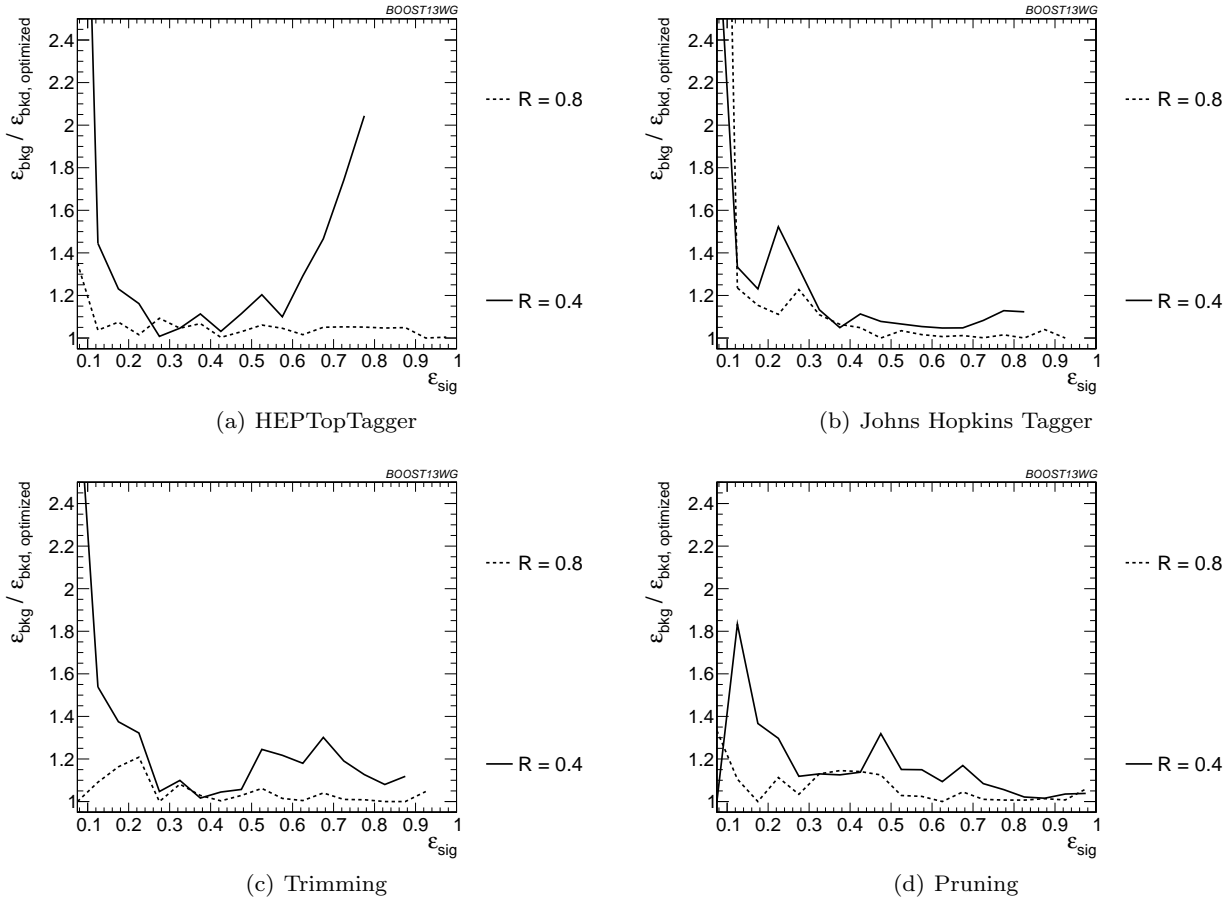 BOOST13WG
ε_bkg / ε_bkd, optimized
2.4
2.2
2
1.8
1.6
1.4
1.2
1
0.1 0.2 0.3 0.4 0.5 0.6 0.7 0.8 0.9 1
ε_sig
R = 0.8
R = 0.4
(a) HEPTopTagger
BOOST13WG
ε_bkg / ε_bkd, optimized
2.4
2.2
2
1.8
1.6
1.4
1.2
1
0.1 0.2 0.3 0.4 0.5 0.6 0.7 0.8 0.9 1
ε_sig
R = 0.8
R = 0.4
(b) Johns Hopkins Tagger
BOOST13WG
ε_bkg / ε_bkd, optimized
2.4
2.2
2
1.8
1.6
1.4
1.2
1
0.1 0.2 0.3 0.4 0.5 0.6 0.7 0.8 0.9 1
ε_sig
R = 0.8
R = 0.4
(c) Trimming
BOOST13WG
ε_bkg / ε_bkd, optimized
2.4
2.2
2
1.8
1.6
1.4
1.2
1
0.1 0.2 0.3 0.4 0.5 0.6 0.7 0.8 0.9 1
ε_sig
R = 0.8
R = 0.4
(d) Pruning